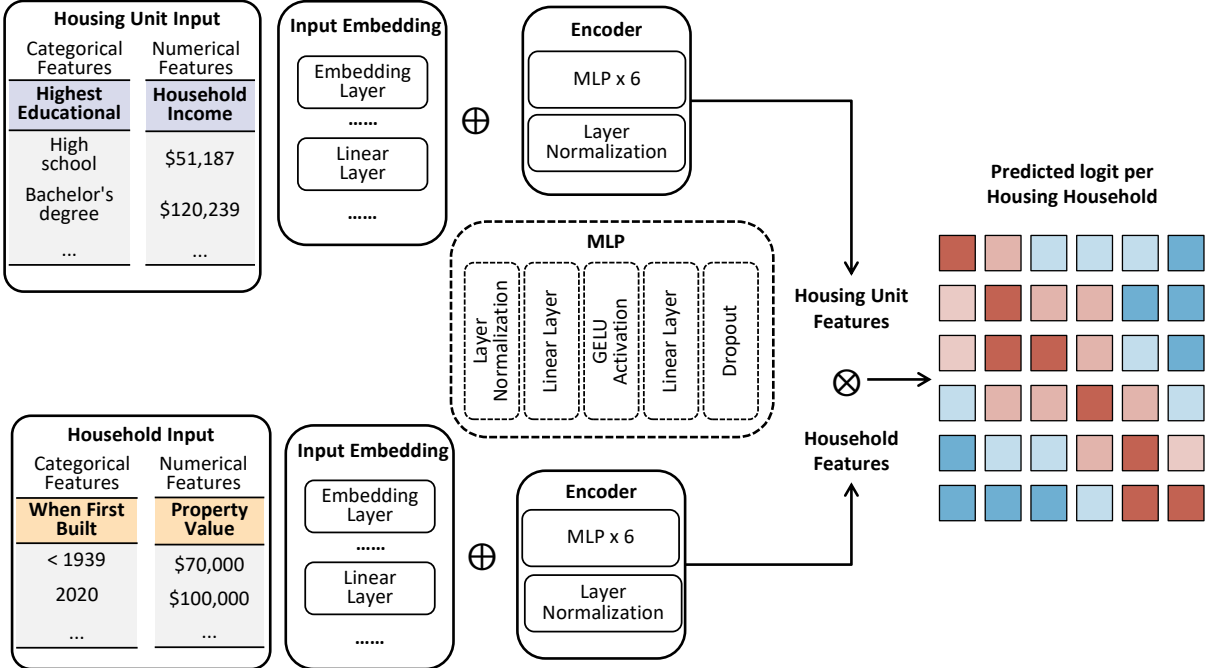 Housing Unit Input
Categorical
Features
Numerical
Features
Highest
Educational
Household
Income
High
school
$51,187
Bachelor's
degree
$120,239
...
...
Input Embedding
Embedding
Layer
......
Linear
Layer
......
Encoder
MLP x 6
Layer
Normalization
MLP
Layer
Normalization
Linear Layer
GELU
Activation
Linear Layer
Dropout
Household Input
Categorical
Features
Numerical
Features
When First
Built
Property
Value
< 1939
$70,000
2020
$100,000
...
...
Input Embedding
Embedding
Layer
......
Linear
Layer
......
Encoder
MLP x 6
Layer
Normalization
Housing Unit
Features
Household
Features
Predicted logit per
Housing Household